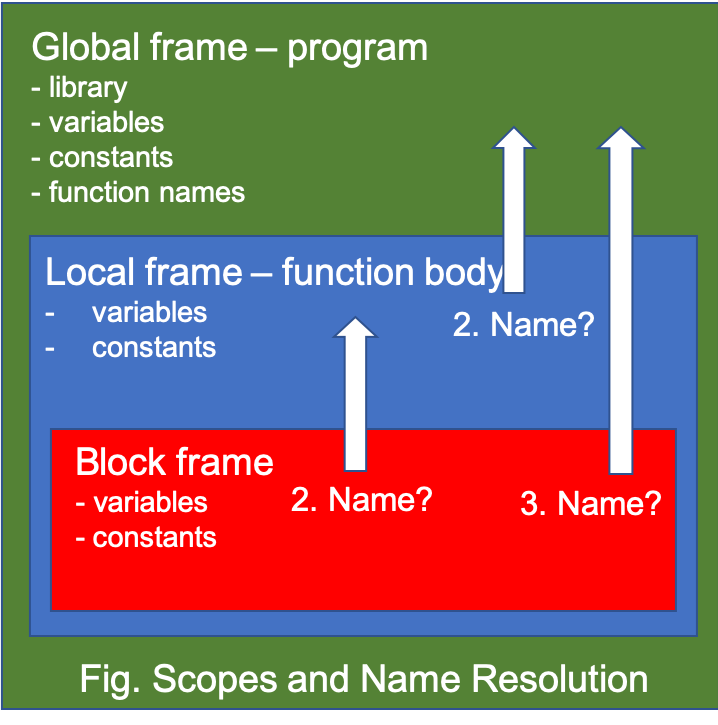 Global frame – program
- library
- variables
- constants
- function names
Local frame – function body
- variables
- constants
2. Name?
Block frame
- variables
- constants
2. Name?
3. Name?
Fig. Scopes and Name Resolution